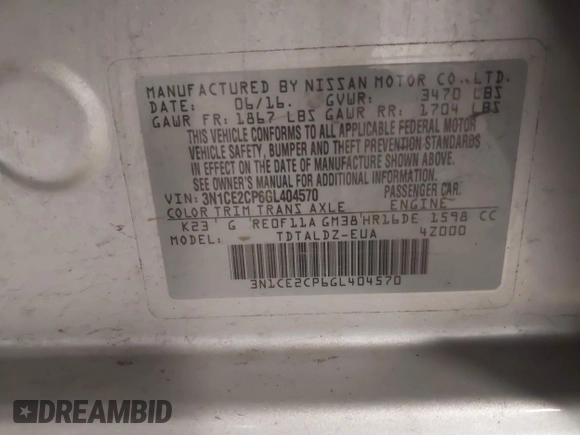 MANUFACTURED BY NISSAN MOTOR CO., LTD.
DATE: 06/16. GVWR: 3470 LBS
GAWR FR: 1867 LBS GAWR RR: 1704 LBS
THIS VEHICLE CONFORMS TO ALL APPLICABLE FEDERAL MOTOR
VEHICLE SAFETY, BUMPER AND THEFT PREVENTION STANDARDS
IN EFFECT ON THE DATE OF MANUFACTURE SHOWN ABOVE.
SEE OWNER'S MANUAL FOR ADDITIONAL INFORMATION
VIN: 3N1CE2CP6GL404570 PASSENGER CAR.
COLOR TRIM TRANS AXLE ENGINE
K23 G RE0F11A GM38 HR16DE 1598 CC
MODEL: TDTALDZ-EUA 4Z000
3N1CE2CP6GL404570
DREAMBID